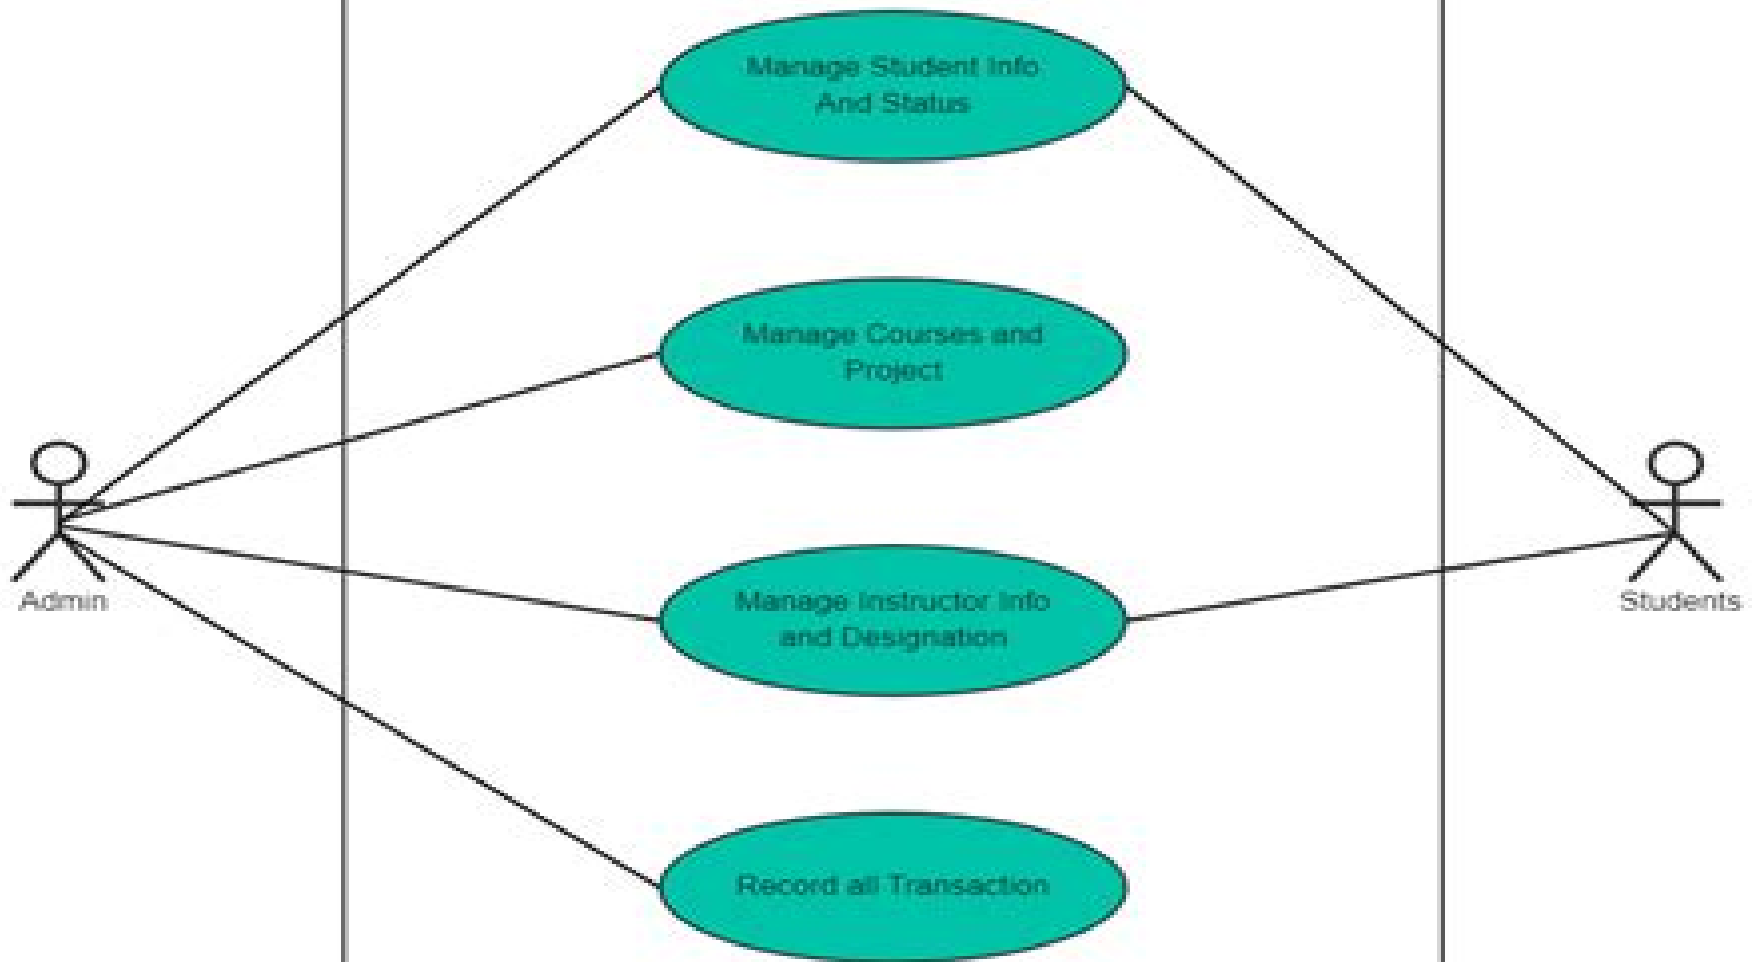 Manage Student Info
And Status
Manage Courses and
Project
Admin
Students
Manage Instructor Info
and Designation
Record all Transaction